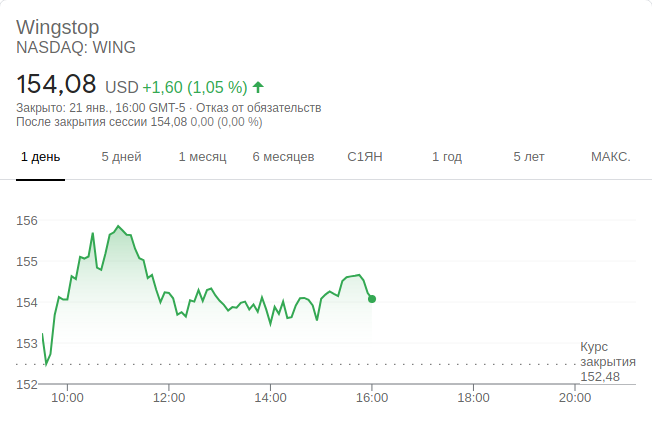 Wingstop
NASDAQ: WING
154,08 USD +1,60 (1,05 %)
Закрыто: 21 янв., 16:00 GMT-5 · Отказ от обязательств
После закрытия сессии 154,08 0,00 (0,00 %)
1 день 5 дней 1 месяц 6 месяцев С1ЯН 1 год 5 лет МАКС.
156
155
154
153
Курс
закрытия
152,48
152
10:00 12:00 14:00 16:00 18:00 20:00